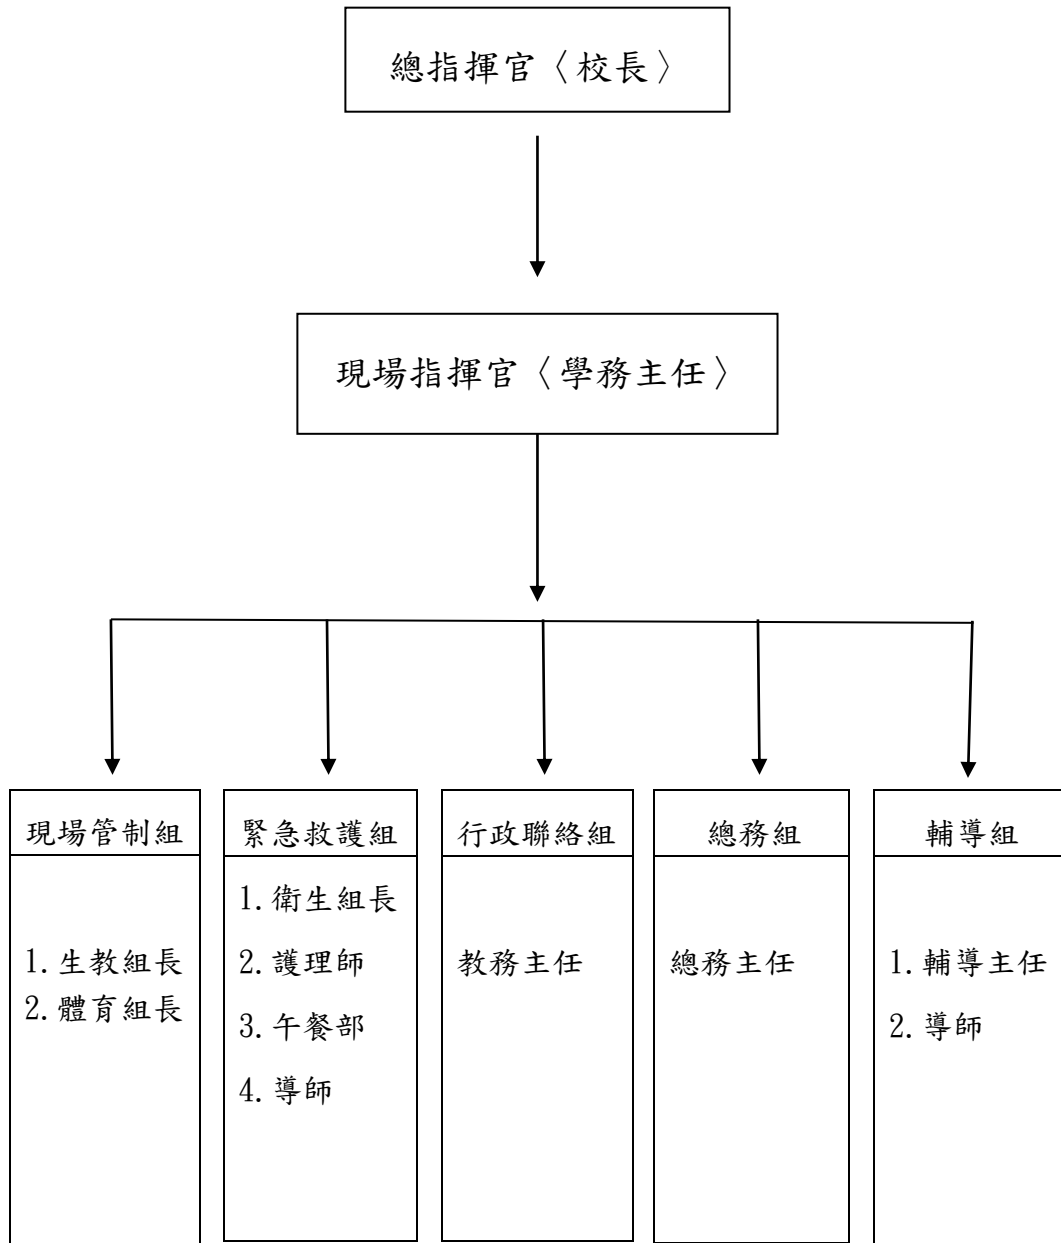 總指揮官〈校長〉
現場指揮官〈學務主任〉
現場管制組
1.生教組長
2.體育組長
緊急救護組
1.衛生組長
2.護理師
3.午餐部
4.導師
行政聯絡組
教務主任
總務組
總務主任
輔導組
1.輔導主任
2.導師